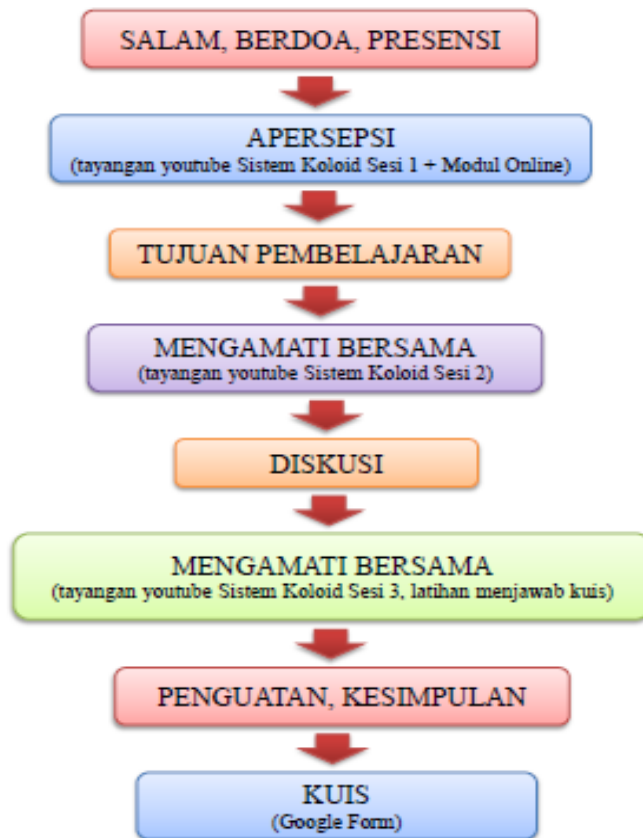 SALAM, BERDOA, PRESENSI
APERSEPSI
(tayangan youtube Sistem Koloid Sesi 1 + Modul Online)
TUJUAN PEMBELAJARAN
MENGAMATI BERSAMA
(tayangan youtube Sistem Koloid Sesi 2)
DISKUSI
MENGAMATI BERSAMA
(tayangan youtube Sistem Koloid Sesi 3, latihan menjawab kuis)
PENGUATAN, KESIMPULAN
KUIS
(Google Form)